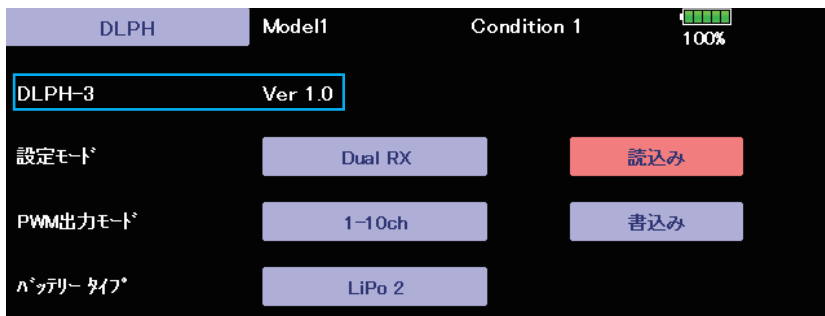 DLPH Model1 Condition 1 100%
DLPH-3 Ver 1.0
設定ﾓｰﾄﾞ Dual RX 読込み
PWM出力ﾓｰﾄﾞ 1-10ch 書込み
ﾊﾞｯﾃﾘｰ ﾀｲﾌﾟ LiPo 2